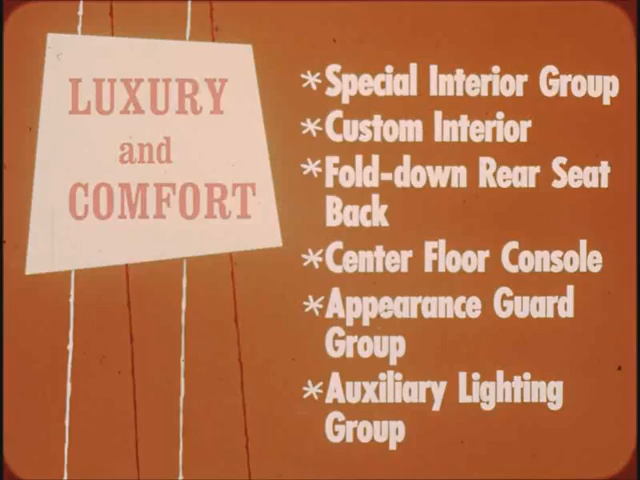 LUXURY
and
COMFORT
*Special Interior Group
*Custom Interior
*Fold-down Rear Seat
Back
*Center Floor Console
*Appearance Guard
Group
*Auxiliary Lighting
Group